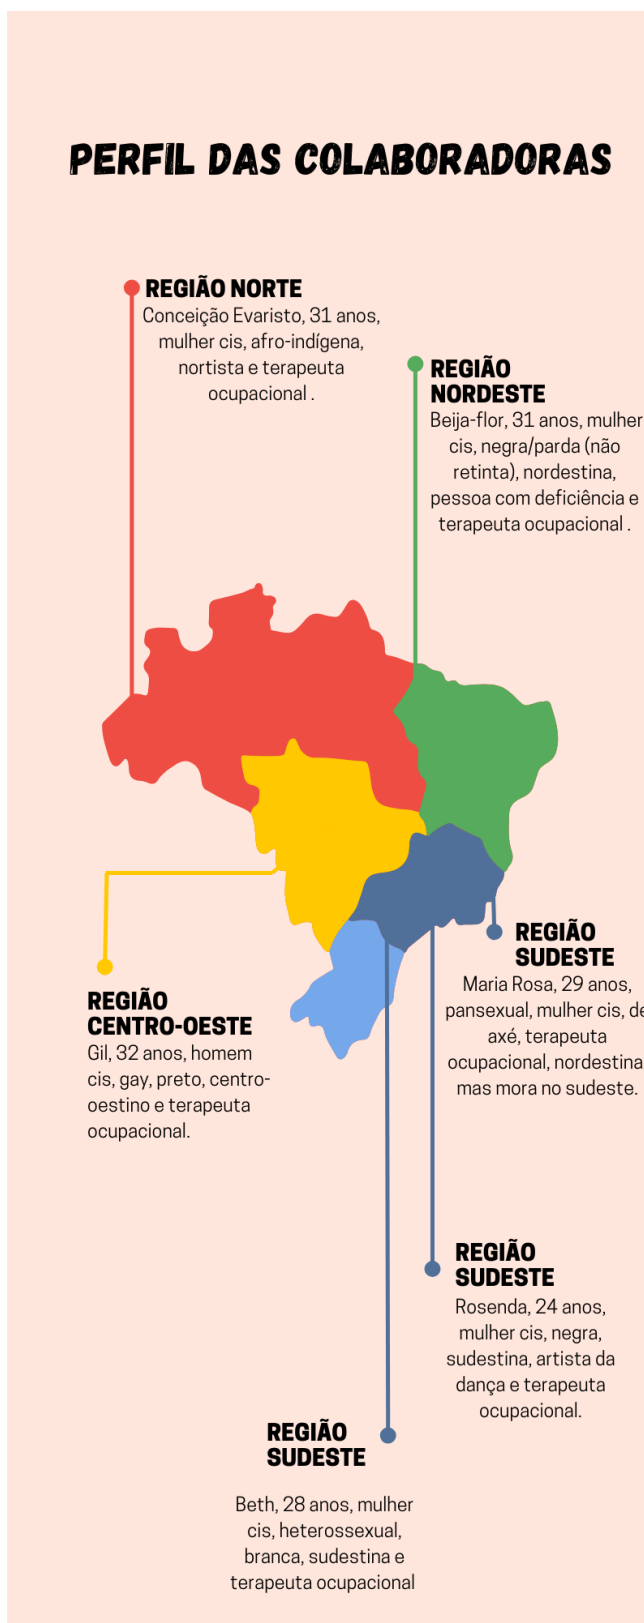 PERFIL DAS COLABORADORAS
REGIÃO NORTE
Conceição Evaristo, 31 anos,
mulher cis, afro-indígena,
nortista e terapeuta
ocupacional .
REGIÃO
NORDESTE
Beija-flor, 31 anos, mulher
cis, negra/parda (não
retinta), nordestina,
pessoa com deficiência e
terapeuta ocupacional .
REGIÃO
SUDESTE
Maria Rosa, 29 anos,
pansexual, mulher cis, de
axé, terapeuta
ocupacional, nordestina
mas mora no sudeste.
REGIÃO
CENTRO-OESTE
Gil, 32 anos, homem
cis, gay, preto, centro-
oestino e terapeuta
ocupacional.
REGIÃO
SUDESTE
Rosenda, 24 anos,
mulher cis, negra,
sudestina, artista da
dança e terapeuta
ocupacional.
REGIÃO
SUDESTE
Beth, 28 anos, mulher
cis, heterossexual,
branca, sudestina e
terapeuta ocupacional